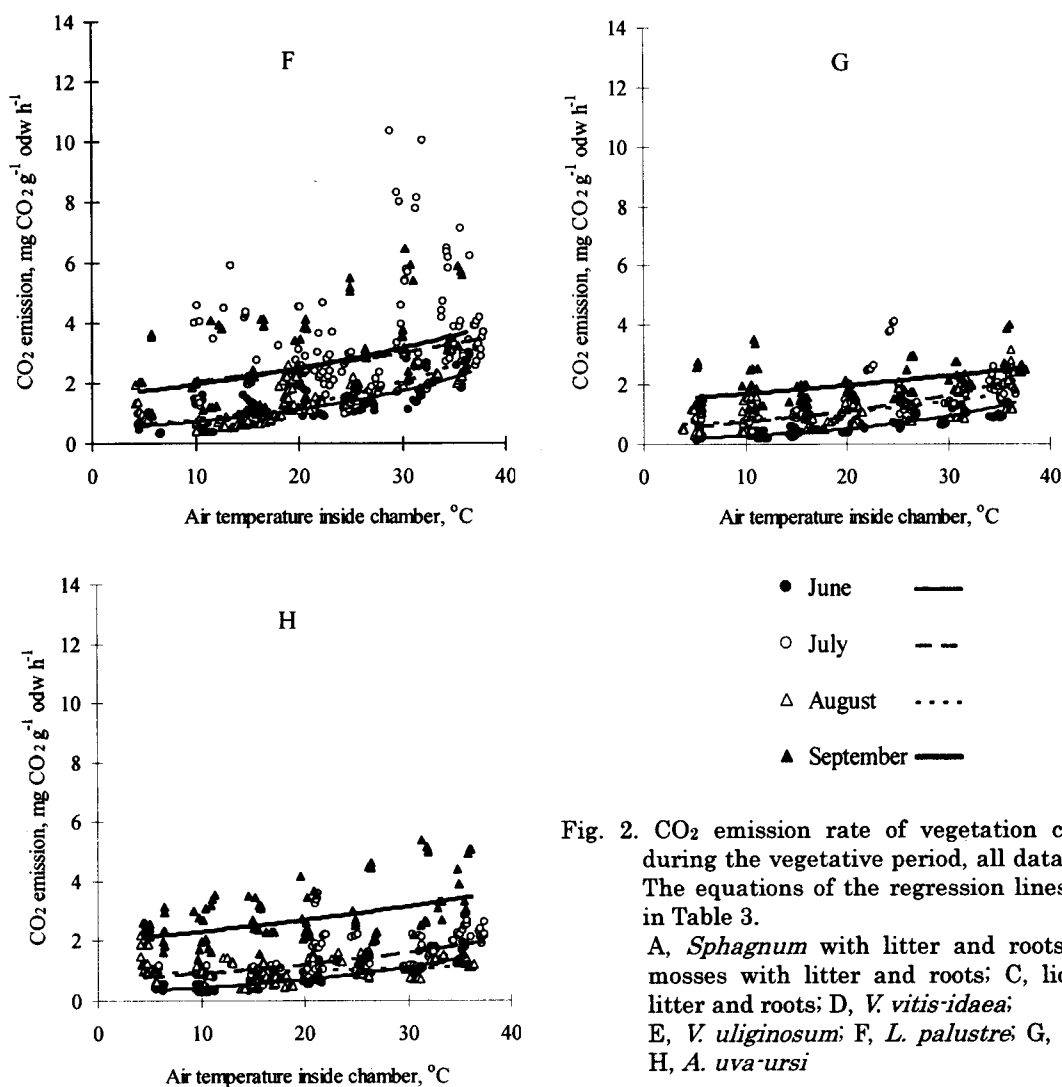 F
14
12
10
8
6
4
2
0
0 10 20 30 40
CO2 emission, mg CO2 g-1 odw h-1
Air temperature inside chamber, °C
G
14
12
10
8
6
4
2
0
0 10 20 30 40
CO2 emission, mg CO2 g-1 odw h-1
Air temperature inside chamber, °C
H
14
12
10
8
6
4
2
0
0 10 20 30 40
CO2 emission, mg CO2 g-1 odw h-1
Air temperature inside chamber, °C
June
July
August
September
Fig. 2. CO2 emission rate of vegetation c
during the vegetative period, all data
The equations of the regression lines
in Table 3.
A, Sphagnum with litter and roots
mosses with litter and roots; C, lic
litter and roots; D, V. vitis-idaea;
E, V. uliginosum; F, L. palustre; G,
H, A. uva-ursi